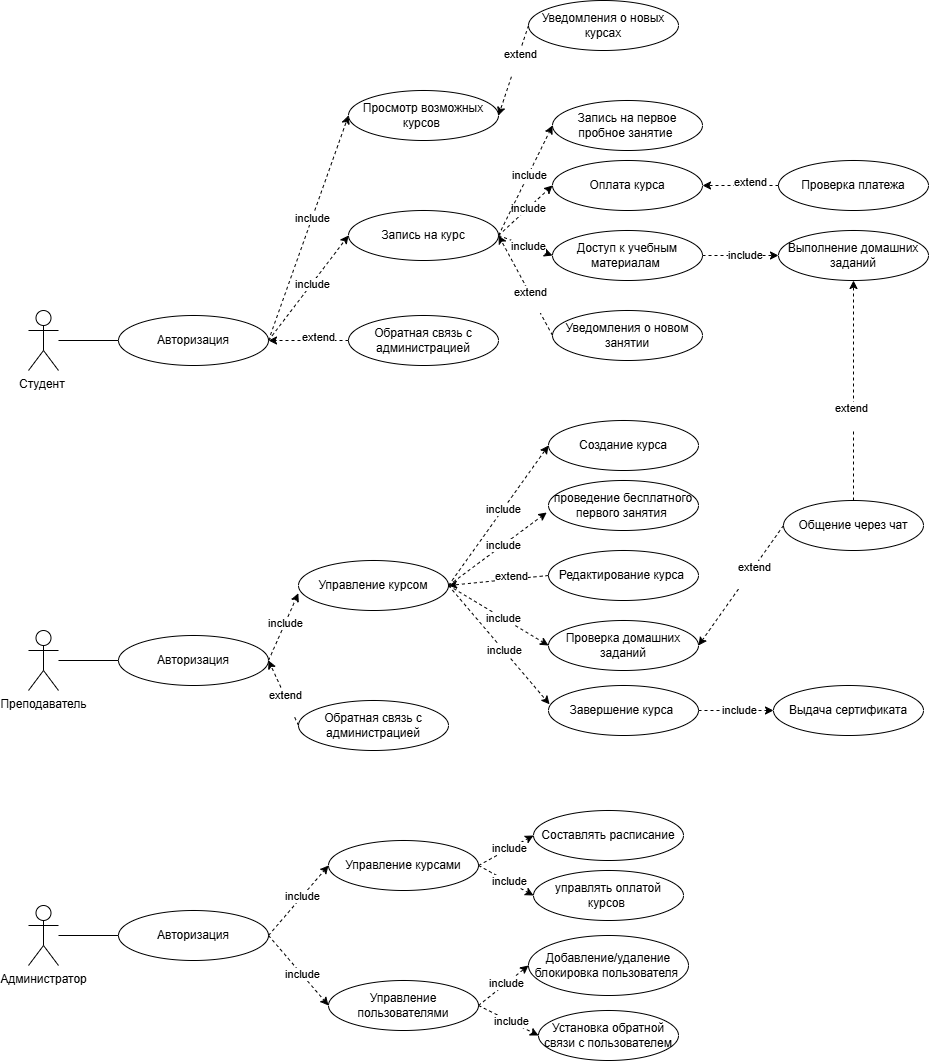 Уведомления о новых
курсах
extend
Просмотр возможных
курсов
Запись на первое
пробное занятие
include
Оплата курса
extend
Проверка платежа
include
include
Запись на курс
include
Доступ к учебным
материалам
include
Выполнение домашних
заданий
include
extend
Уведомления о новом
занятии
Авторизация
extend
Обратная связь с
администрацией
Студент
extend
Создание курса
include
проведение бесплатного
первого занятия
Общение через чат
include
extend
Редактирование курса
extend
Управление курсом
include
include
Проверка домашних
заданий
include
Авторизация
extend
Преподаватель
Завершение курса
include
Выдача сертификата
Обратная связь с
администрацией
Составлять расписание
include
Управление курсами
include
управлять оплатой
курсов
include
Авторизация
Администратор
include
Добавление/удаление
блокировка пользователя
include
Управление
пользователями
include
Установка обратной
связи с пользователем